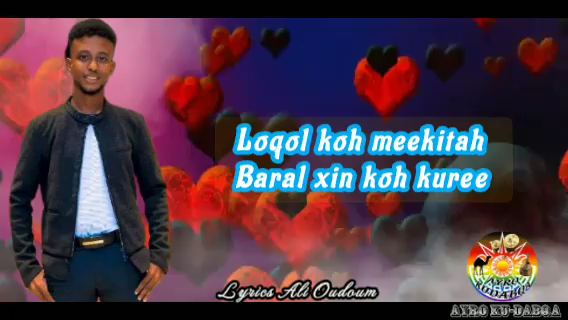 Loqol koh meekitah
Baral xin koh kuree
Lyrics Ali Oudoum
AYRO KU-DABQA